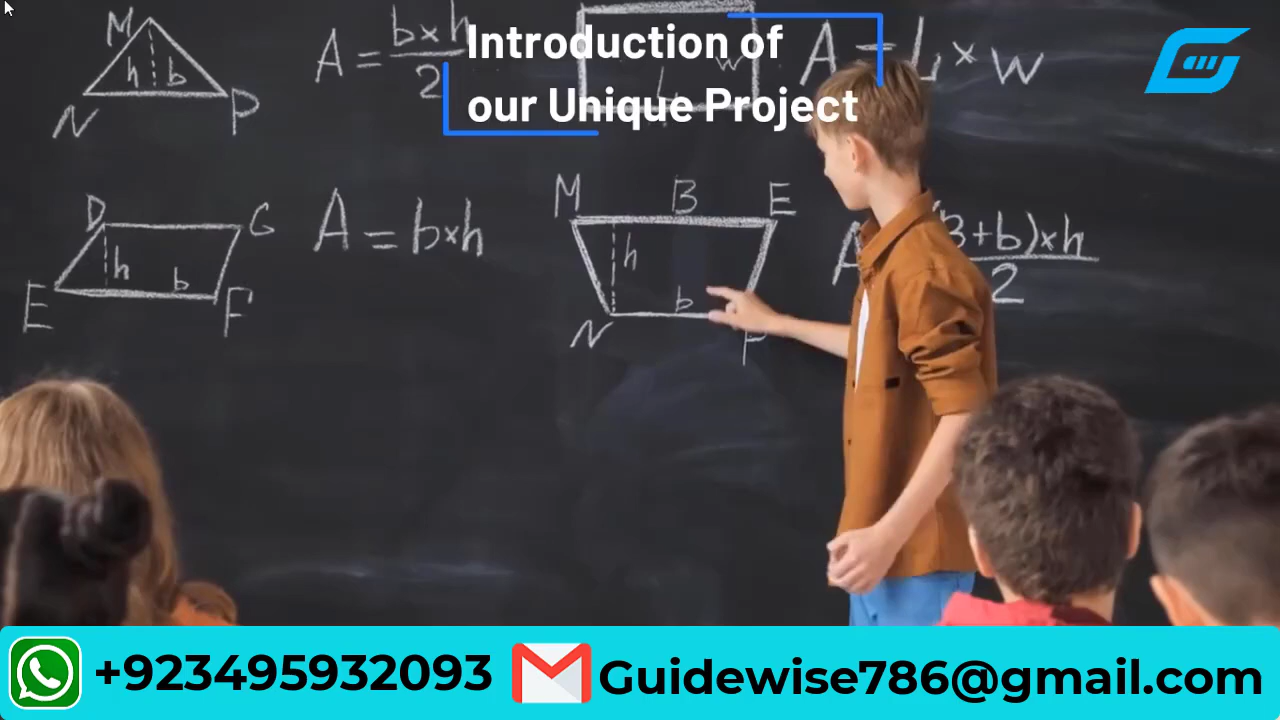 Introduction of
our Unique Project
M
h b
N P
A = b×h
2
w
L
A = L × w
D G
h b
E F
A = b×h
M B E
h
b
N P
A
B+b)×h
2
+923495932093 Guidewise786@gmail.com